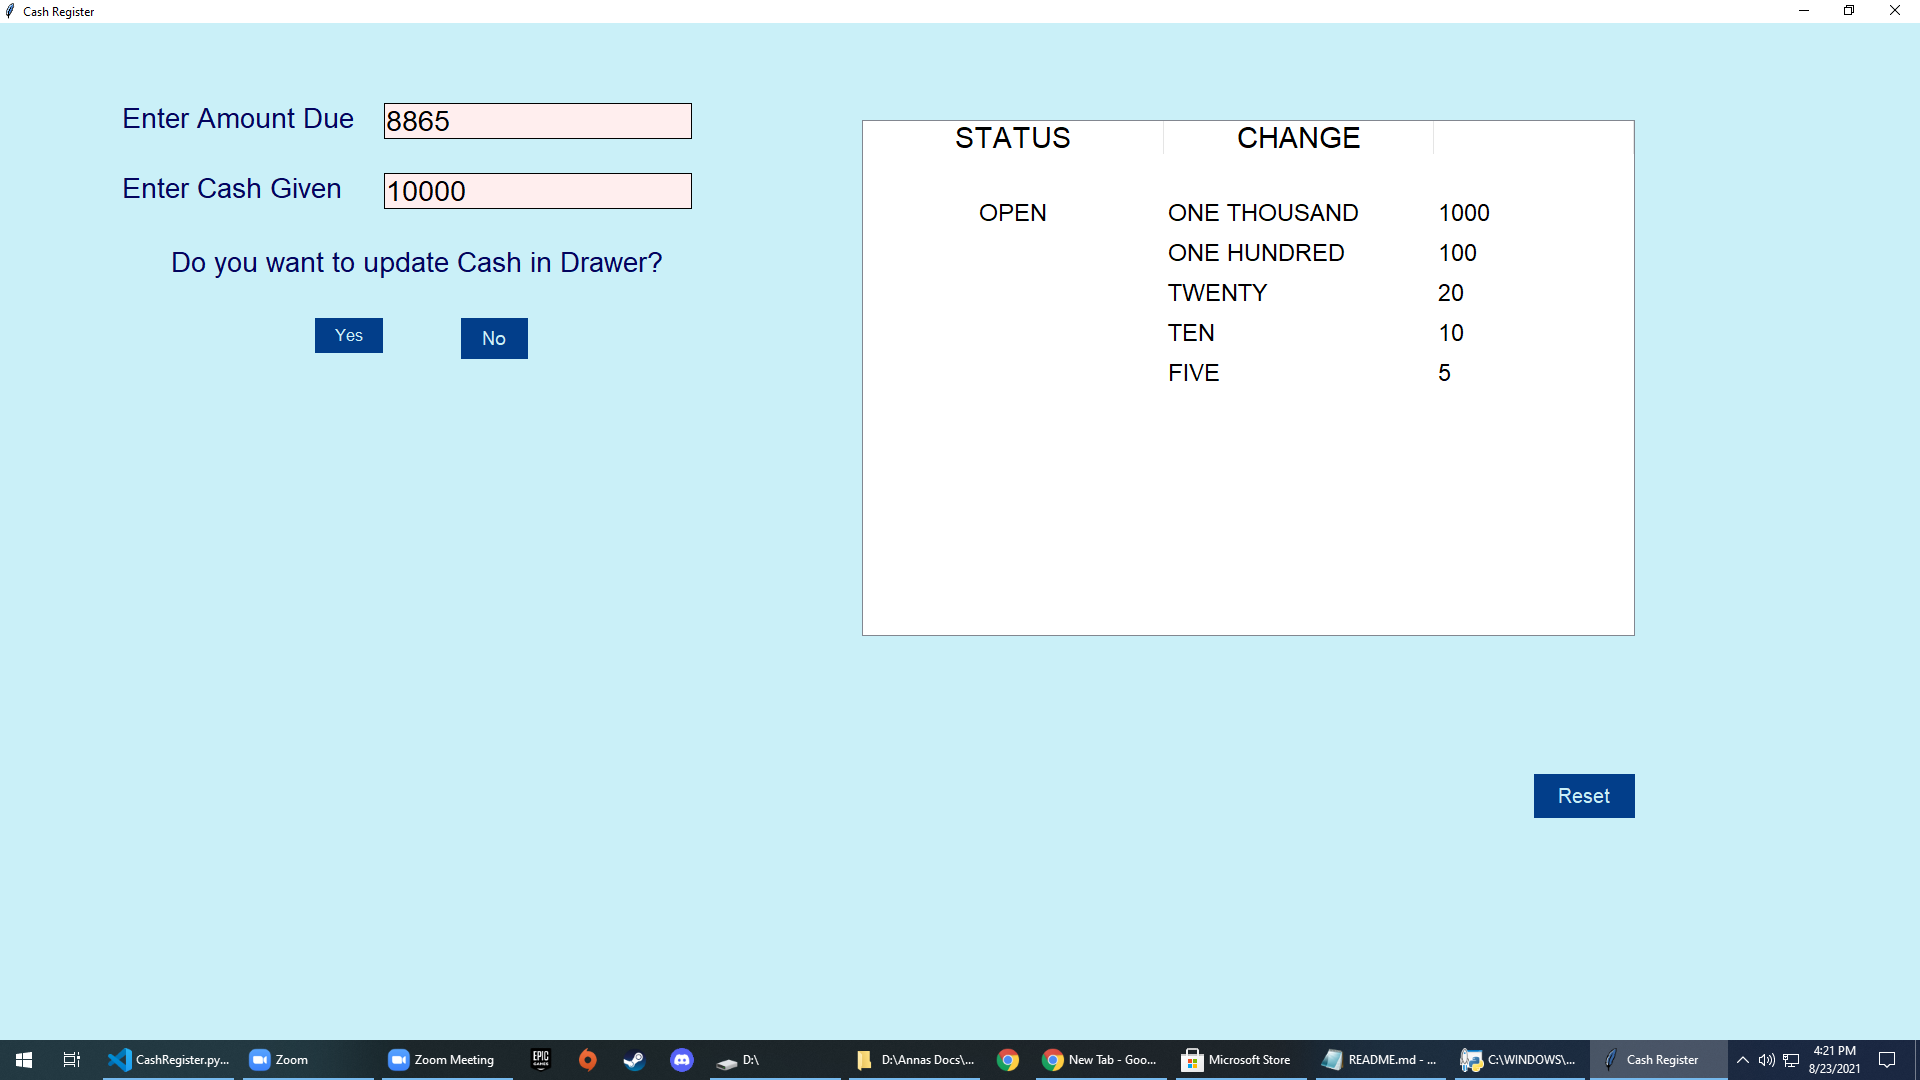 Cash Register
Enter Amount Due 8865
Enter Cash Given 10000
Do you want to update Cash in Drawer?
Yes No
STATUS CHANGE
OPEN ONE THOUSAND 1000
ONE HUNDRED 100
TWENTY 20
TEN 10
FIVE 5
Reset
CashRegister.py... Zoom Zoom Meeting EPIC GAMES D:\ D:\Annas Docs\... New Tab - Goo... Microsoft Store README.md - ... C:\WINDOWS\... Cash Register 4:21 PM
8/23/2021